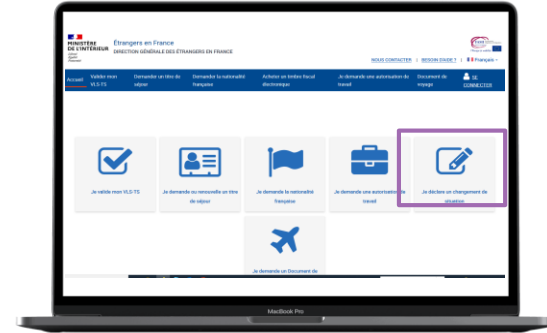 MINISTÈRE
DE L'INTÉRIEUR
Étrangers en France
DIRECTION GÉNÉRALE DES ÉTRANGERS EN FRANCE
NOUS CONTACTER | BESOIN D'AIDE ? | Français
Accueil
Valider mon
VLS-TS
Demander un titre de
séjour
Demander la nationalité
française
Acheter un timbre fiscal
électronique
Je demande une autorisation de
travail
Document de
voyage
SE
CONNECTER
Je valide mon VLS-TS
Je demande ou renouvelle un titre
de séjour
Je demande la nationalité
française
Je demande une autorisation de
travail
Je déclare un changement de
situation
Je demande un Document de
MacBook Pro